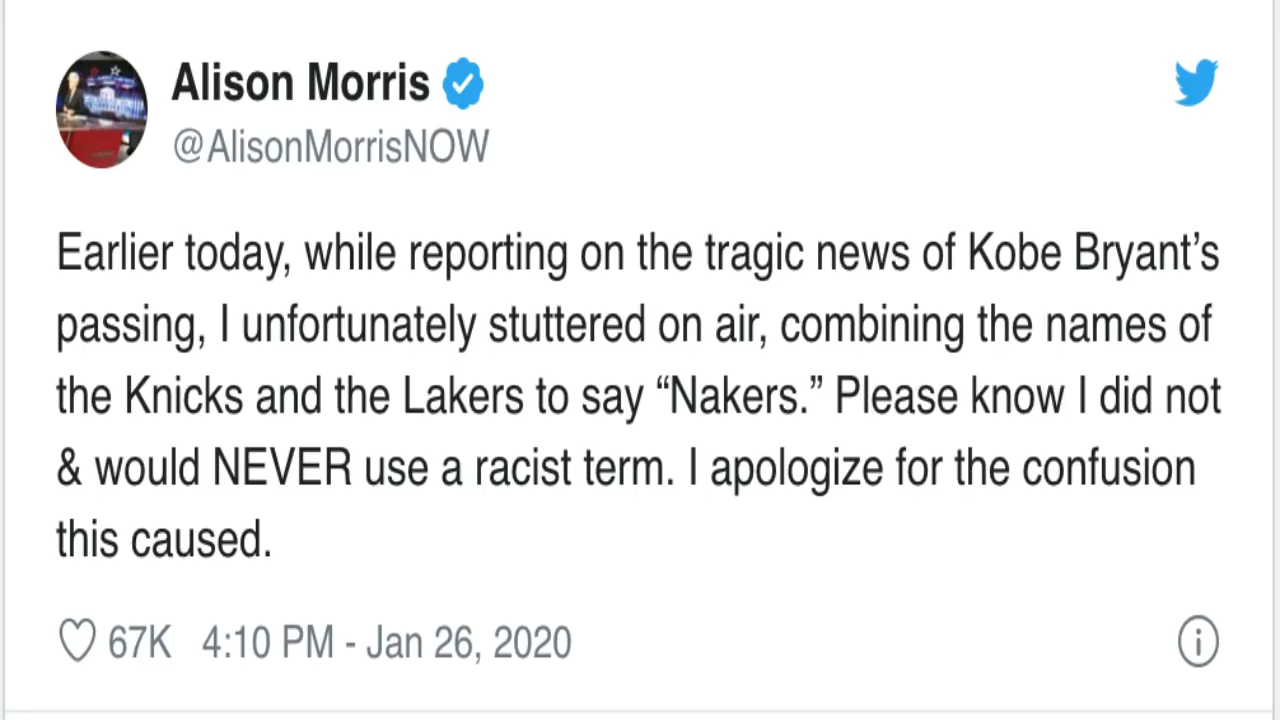 Alison Morris
@AlisonMorrisNOW
Earlier today, while reporting on the tragic news of Kobe Bryant’s
passing, I unfortunately stuttered on air, combining the names of
the Knicks and the Lakers to say “Nakers.” Please know I did not
& would NEVER use a racist term. I apologize for the confusion
this caused.
67K 4:10 PM - Jan 26, 2020